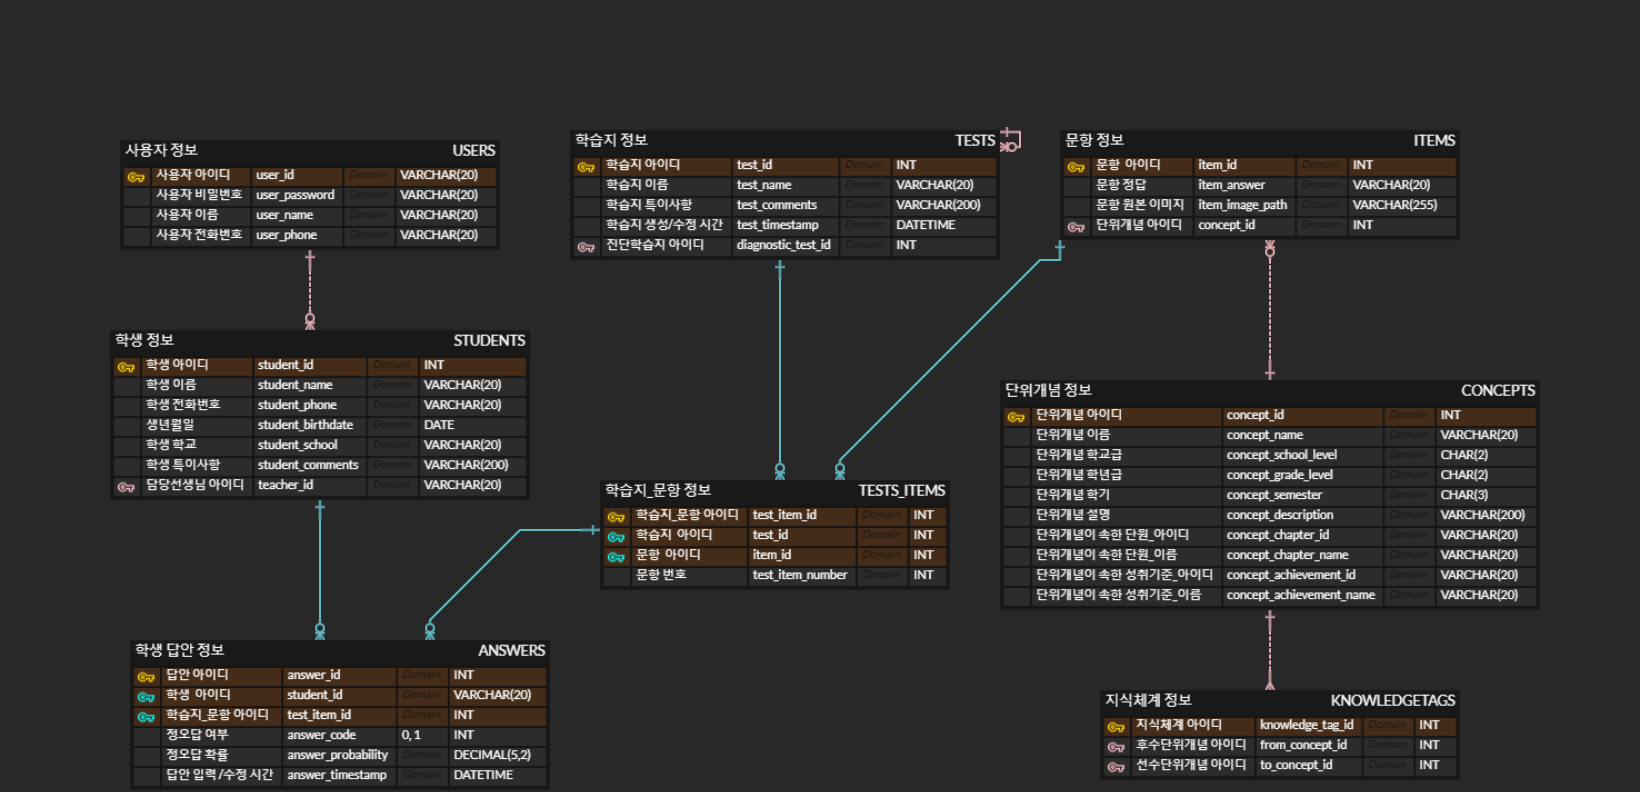 사용자 정보 USERS
사용자 아이디 user_id Domain VARCHAR(20)
사용자 비밀번호 user_password Domain VARCHAR(20)
사용자 이름 user_name Domain VARCHAR(20)
사용자 전화번호 user_phone Domain VARCHAR(20)
학습지 정보 TESTS
학습지 아이디 test_id Domain INT
학습지 이름 test_name Domain VARCHAR(20)
학습지 특이사항 test_comments Domain VARCHAR(200)
학습지 생성/수정 시간 test_timestamp Domain DATETIME
진단학습지 아이디 diagnostic_test_id Domain INT
문항 정보 ITEMS
문항 아이디 item_id Domain INT
문항 정답 item_answer Domain VARCHAR(20)
문항 원본 이미지 item_image_path Domain VARCHAR(255)
단위개념 아이디 concept_id Domain INT
학생 정보 STUDENTS
학생 아이디 student_id Domain INT
학생 이름 student_name Domain VARCHAR(20)
학생 전화번호 student_phone Domain VARCHAR(20)
생년월일 student_birthdate Domain DATE
학생 학교 student_school Domain VARCHAR(20)
학생 특이사항 student_comments Domain VARCHAR(200)
담당선생님 아이디 teacher_id Domain VARCHAR(20)
단위개념 정보 CONCEPTS
단위개념 아이디 concept_id Domain INT
단위개념 이름 concept_name Domain VARCHAR(20)
단위개념 학교급 concept_school_level Domain CHAR(2)
단위개념 학년급 concept_grade_level Domain CHAR(2)
단위개념 학기 concept_semester Domain CHAR(3)
단위개념 설명 concept_description Domain VARCHAR(200)
단위개념이 속한 단원_아이디 concept_chapter_id Domain VARCHAR(20)
단위개념이 속한 단원_이름 concept_chapter_name Domain VARCHAR(20)
단위개념이 속한 성취기준_아이디 concept_achievement_id Domain VARCHAR(20)
단위개념이 속한 성취기준_이름 concept_achievement_name Domain VARCHAR(20)
학습지_문항 정보 TESTS_ITEMS
학습지_문항 아이디 test_item_id Domain INT
학습지 아이디 test_id Domain INT
문항 아이디 item_id Domain INT
문항 번호 test_item_number Domain INT
학생 답안 정보 ANSWERS
답안 아이디 answer_id Domain INT
학생 아이디 student_id Domain VARCHAR(20)
학습지_문항 아이디 test_item_id Domain INT
정오답 여부 answer_code 0, 1 INT
정오답 확률 answer_probability Domain DECIMAL(5,2)
답안 입력/수정 시간 answer_timestamp Domain DATETIME
지식체계 정보 KNOWLEDGETAGS
지식체계 아이디 knowledge_tag_id Domain INT
후수단위개념 아이디 from_concept_id Domain INT
선수단위개념 아이디 to_concept_id Domain INT